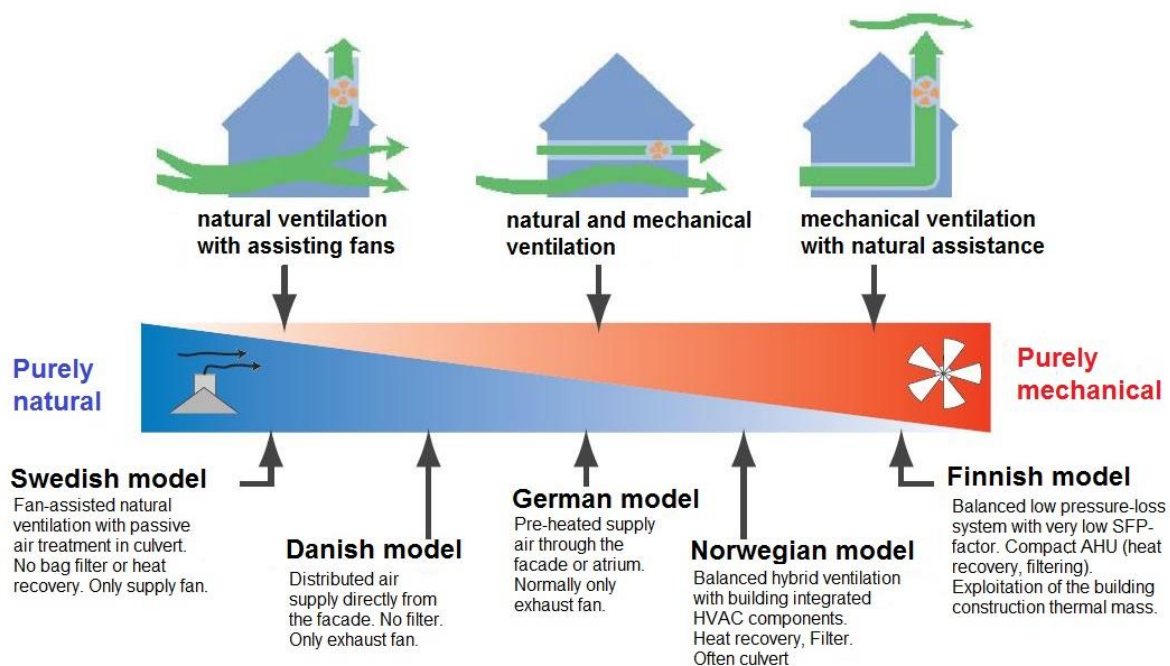 natural ventilation
with assisting fans
natural and mechanical
ventilation
mechanical ventilation
with natural assistance
Purely
natural
Purely
mechanical
Swedish model
Fan-assisted natural
ventilation with passive
air treatment in culvert.
No bag filter or heat
recovery. Only supply fan.
Danish model
Distributed air
supply directly from
the facade. No filter.
Only exhaust fan.
German model
Pre-heated supply
air through the
facade or atrium.
Normally only
exhaust fan.
Norwegian model
Balanced hybrid ventilation
with building integrated
HVAC components.
Heat recovery, Filter.
Often culvert
Finnish model
Balanced low pressure-loss
system with very low SFP-
factor. Compact AHU (heat
recovery, filtering).
Exploitation of the building
construction thermal mass.